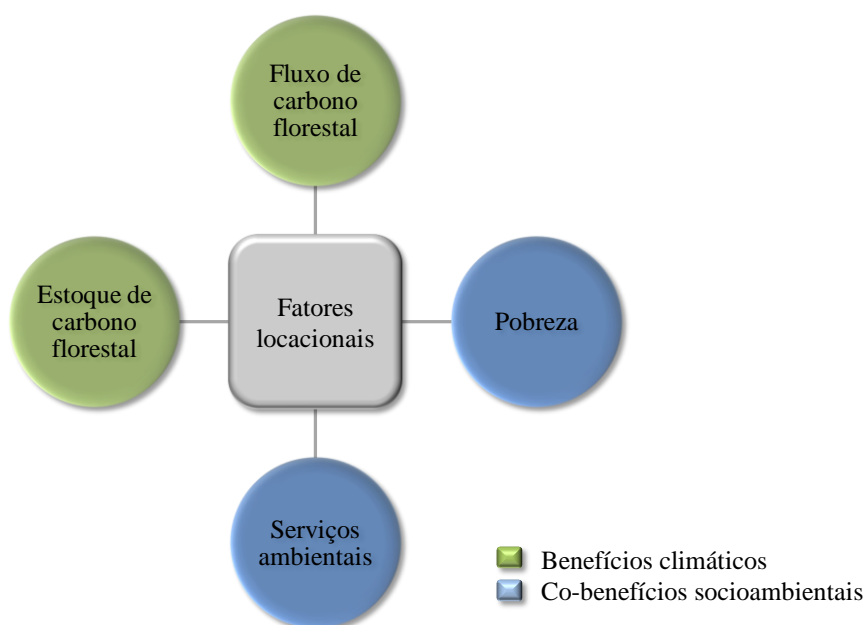 Fluxo de
carbono
florestal
Estoque de
carbono
florestal
Fatores
locacionais
Pobreza
Serviços
ambientais
Benefícios climáticos
Co-benefícios socioambientais